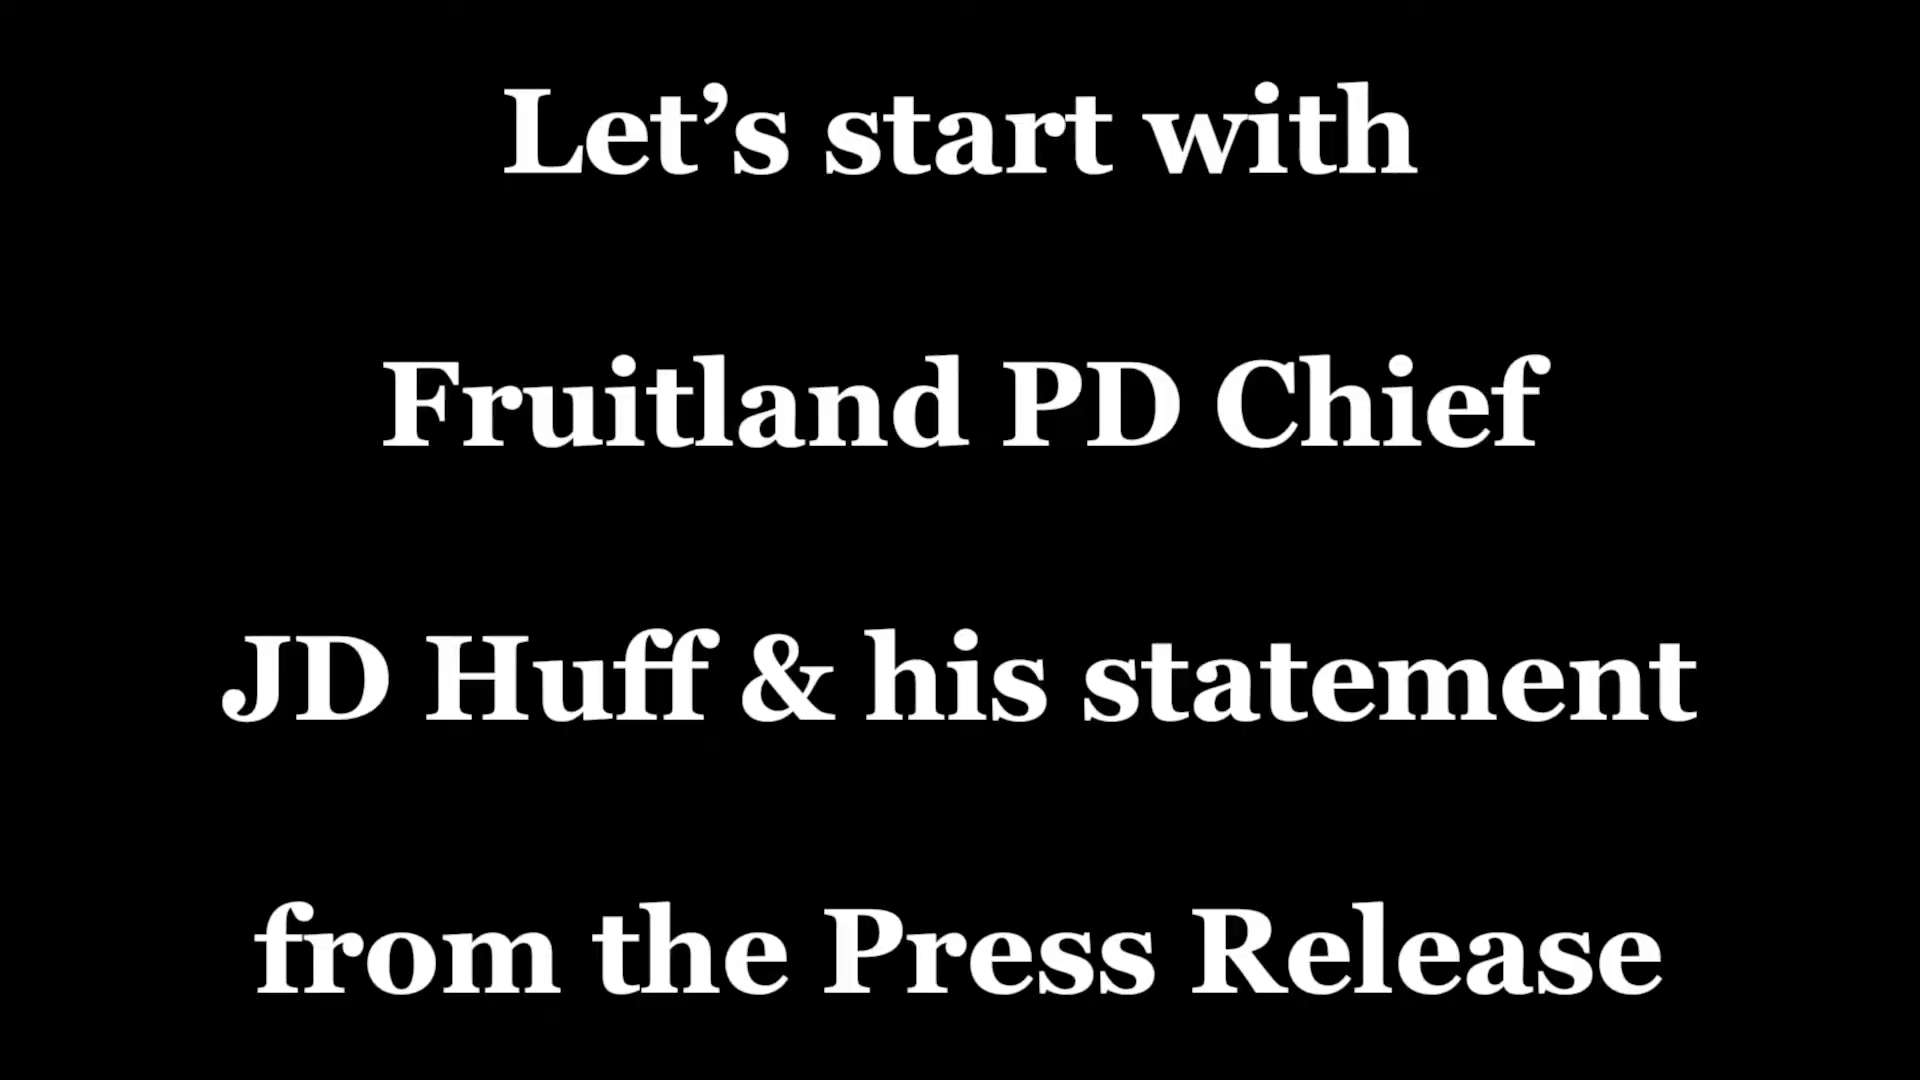 Let’s start with
Fruitland PD Chief
JD Huff & his statement
from the Press Release